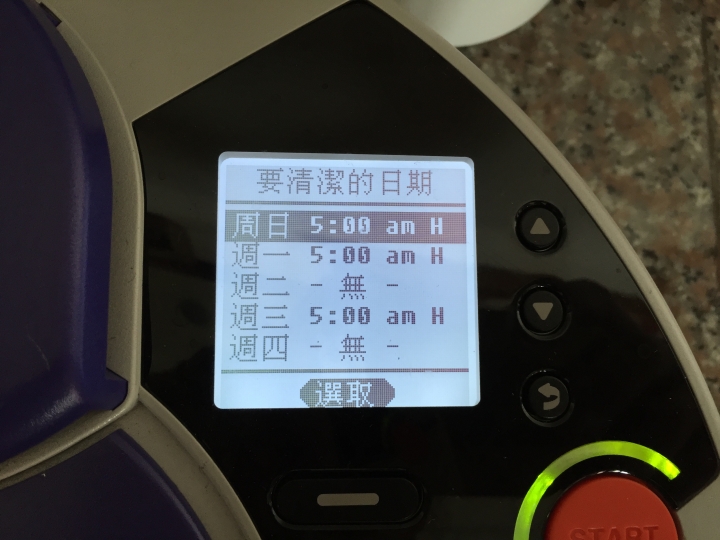 要清潔的日期
周日 5:00 am H
週一 5:00 am H
週二 - 無 -
週三 5:00 am H
週四 - 無 -
選取
START